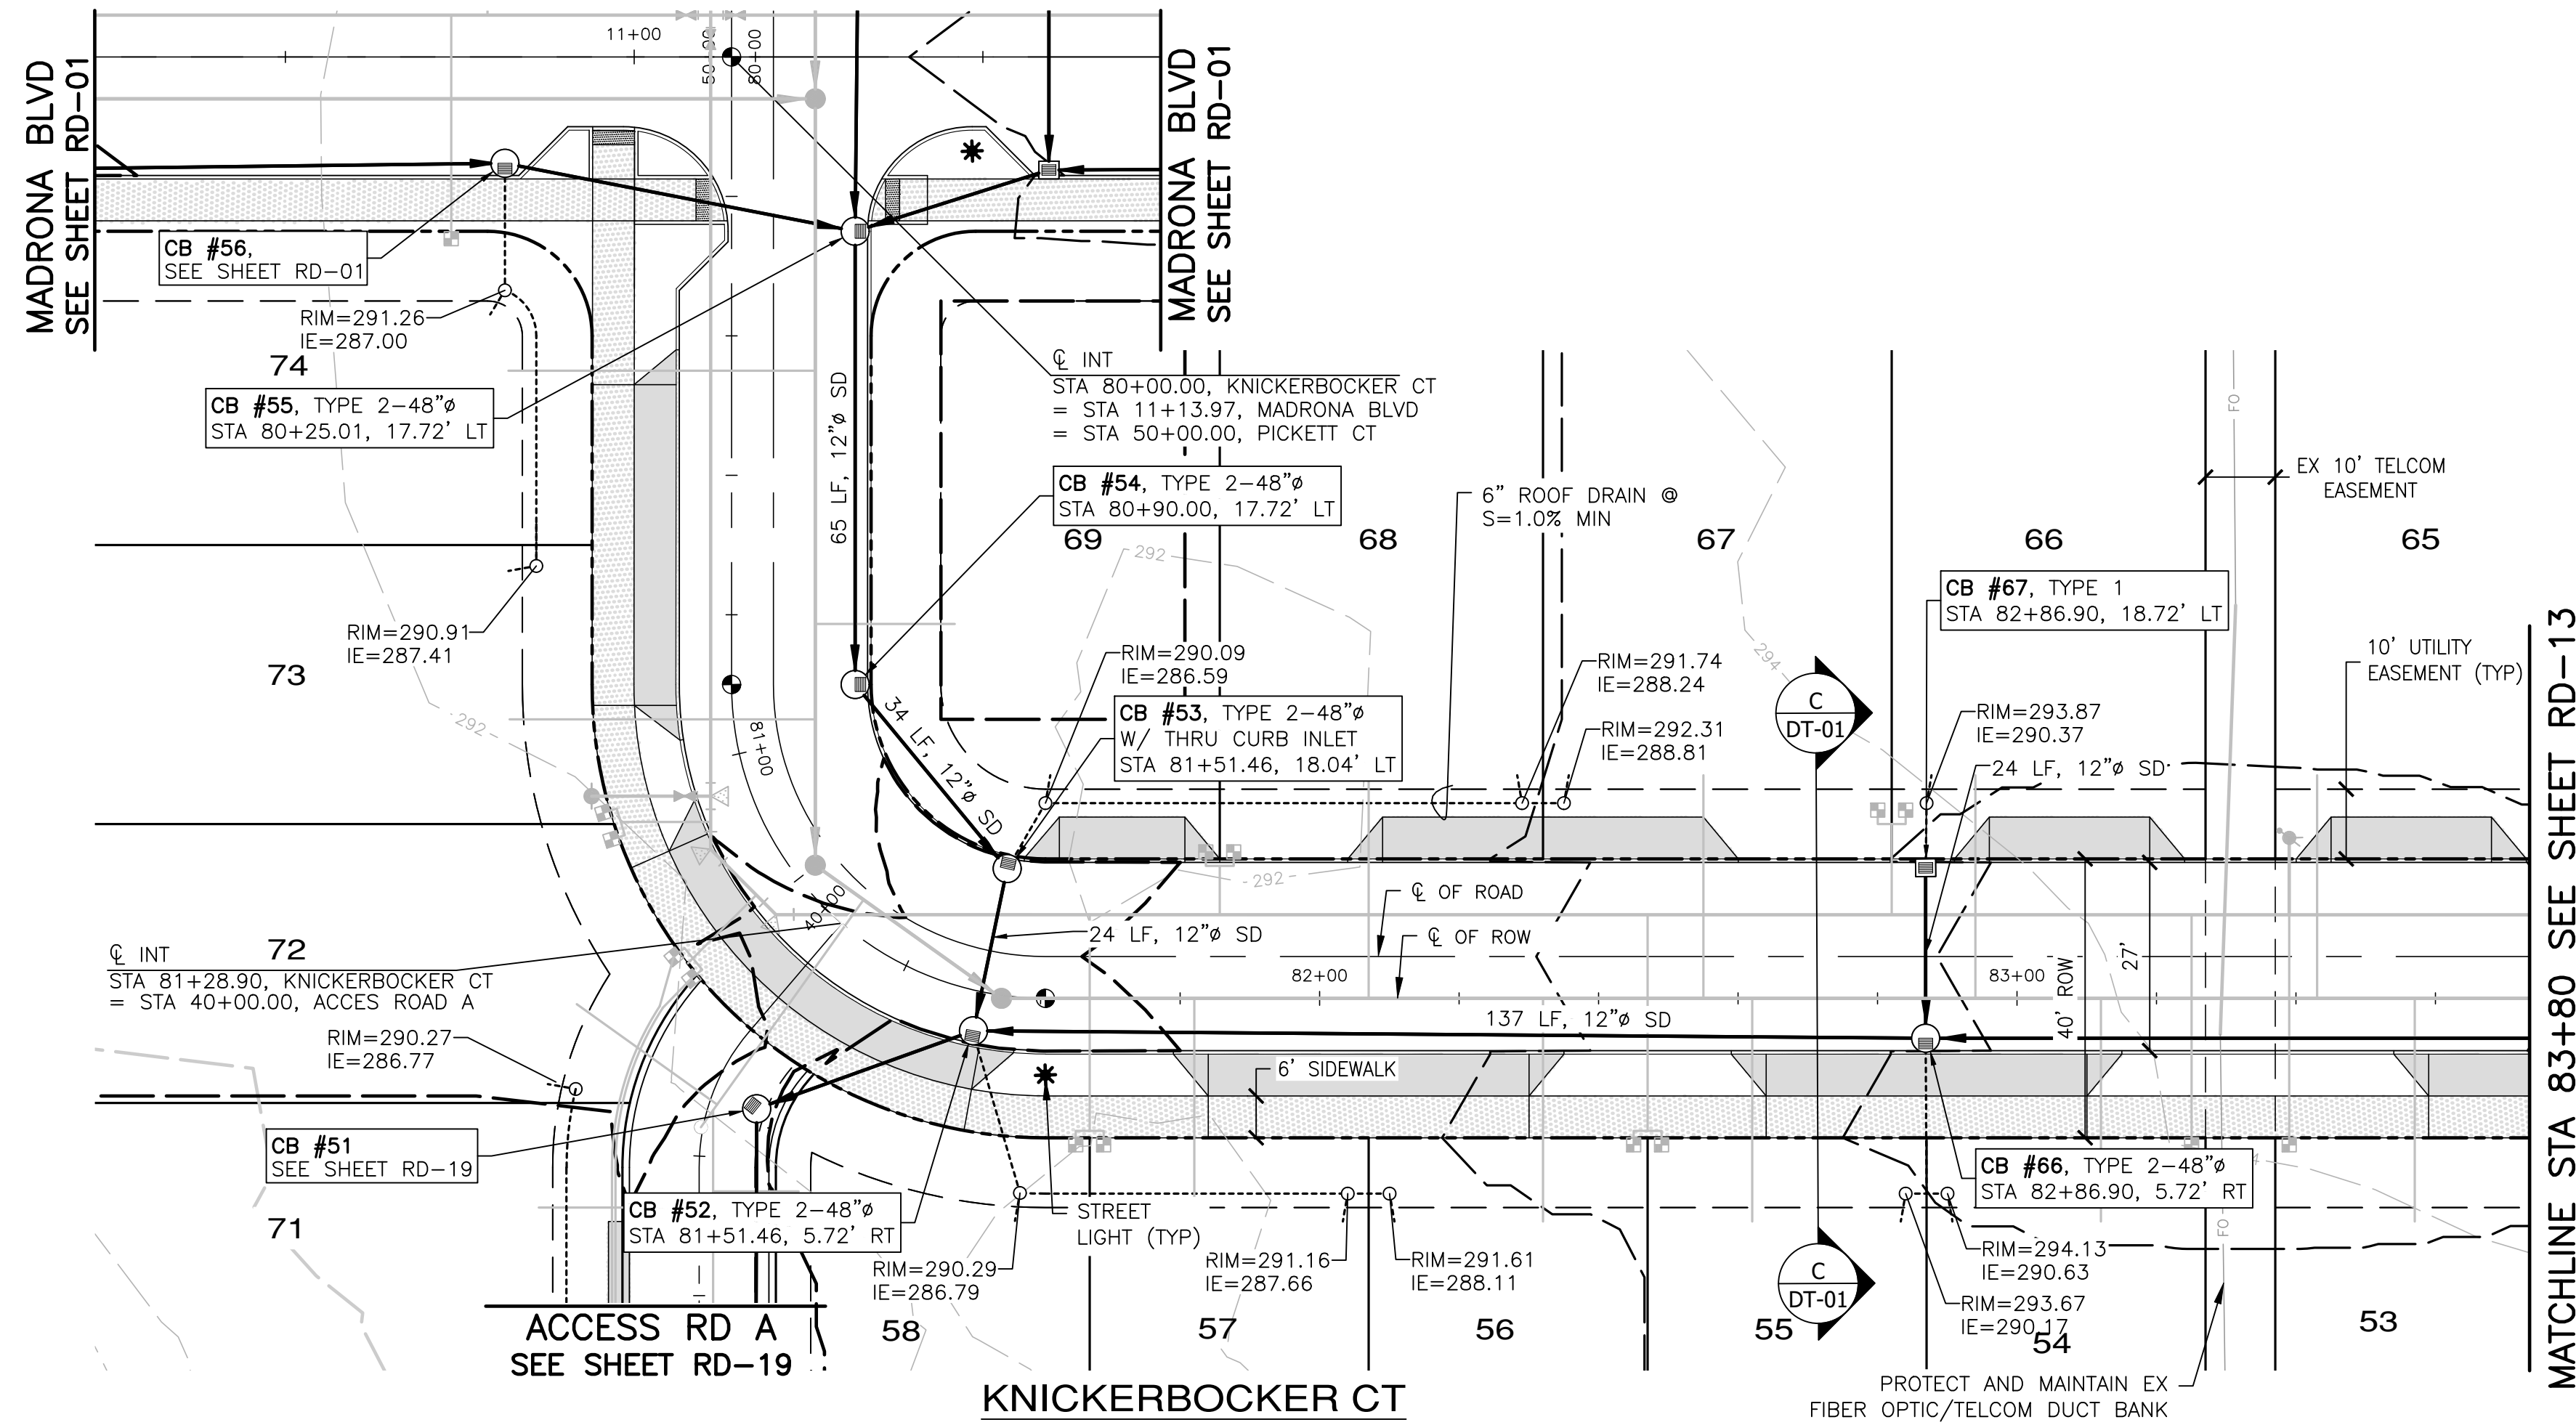 MADRONA BLVD
SEE SHEET RD-01
11+00
50+00
80+00
MADRONA BLVD
SEE SHEET RD-01
CB #56,
SEE SHEET RD-01
RIM=291.26
IE=287.00
74
CB #55, TYPE 2-48"ø
STA 80+25.01, 17.72' LT
65 LF, 12"ø SD
℄ INT
STA 80+00.00, KNICKERBOCKER CT
= STA 11+13.97, MADRONA BLVD
= STA 50+00.00, PICKETT CT
CB #54, TYPE 2-48"ø
STA 80+90.00, 17.72' LT
69
68
67
66
65
6" ROOF DRAIN @
S=1.0% MIN
FO
EX 10' TELCOM
EASEMENT
292
294
CB #67, TYPE 1
STA 82+86.90, 18.72' LT
10' UTILITY
EASEMENT (TYP)
RIM=290.91
IE=287.41
73
292
81+00
34 LF, 12"ø SD
RIM=290.09
IE=286.59
CB #53, TYPE 2-48"ø
W/ THRU CURB INLET
STA 81+51.46, 18.04' LT
RIM=291.74
IE=288.24
RIM=292.31
IE=288.81
C
DT-01
RIM=293.87
IE=290.37
24 LF, 12"ø SD
MATCHLINE STA 83+80 SEE SHEET RD-13
292
℄ OF ROAD
℄ OF ROW
40+00
24 LF, 12"ø SD
82+00
83+00
40' ROW
27'
72
℄ INT
STA 81+28.90, KNICKERBOCKER CT
= STA 40+00.00, ACCES ROAD A
137 LF, 12"ø SD
RIM=290.27
IE=286.77
6' SIDEWALK
CB #51
SEE SHEET RD-19
71
CB #52, TYPE 2-48"ø
STA 81+51.46, 5.72' RT
STREET
LIGHT (TYP)
CB #66, TYPE 2-48"ø
STA 82+86.90, 5.72' RT
4
FO
RIM=290.29
IE=286.79
RIM=291.16
IE=287.66
RIM=291.61
IE=288.11
C
DT-01
RIM=294.13
IE=290.63
RIM=293.67
IE=290.17
58
57
56
55
54
53
ACCESS RD A
SEE SHEET RD-19
KNICKERBOCKER CT
PROTECT AND MAINTAIN EX
FIBER OPTIC/TELCOM DUCT BANK